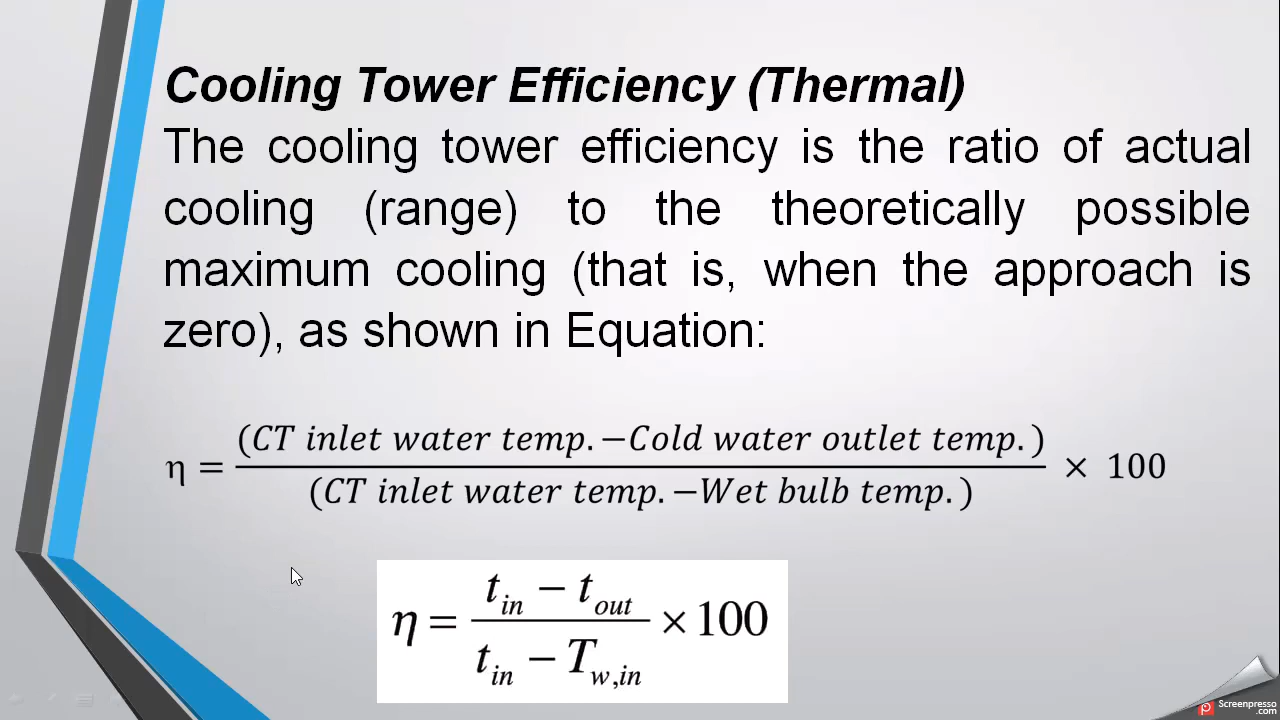 Cooling Tower Efficiency (Thermal)
The cooling tower efficiency is the ratio of actual
cooling (range) to the theoretically possible
maximum cooling (that is, when the approach is
zero), as shown in Equation:
η = (CT inlet water temp.−Cold water outlet temp.) / (CT inlet water temp.−Wet bulb temp.) × 100
η = (t_in − t_out) / (t_in − T_w,in) × 100
Screenpresso
.com